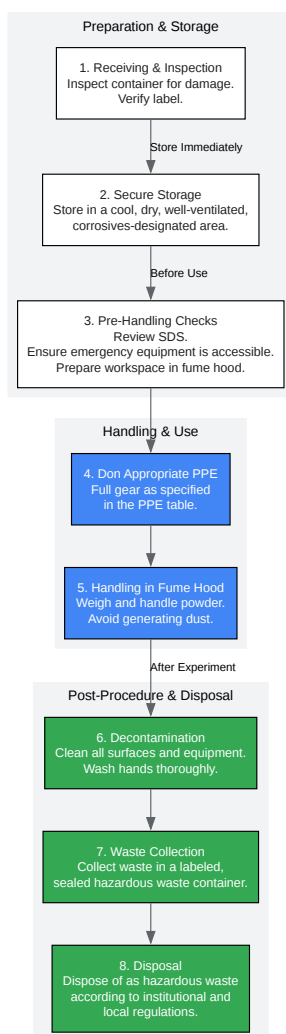 Preparation & Storage
1. Receiving & Inspection
Inspect container for damage.
Verify label.
Store Immediately
2. Secure Storage
Store in a cool, dry, well-ventilated,
corrosives-designated area.
Before Use
3. Pre-Handling Checks
Review SDS.
Ensure emergency equipment is accessible.
Prepare workspace in fume hood.
Handling & Use
4. Don Appropriate PPE
Full gear as specified
in the PPE table.
5. Handling in Fume Hood
Weigh and handle powder.
Avoid generating dust.
After Experiment
Post-Procedure & Disposal
6. Decontamination
Clean all surfaces and equipment.
Wash hands thoroughly.
7. Waste Collection
Collect waste in a labeled,
sealed hazardous waste container.
8. Disposal
Dispose of as hazardous waste
according to institutional and
local regulations.